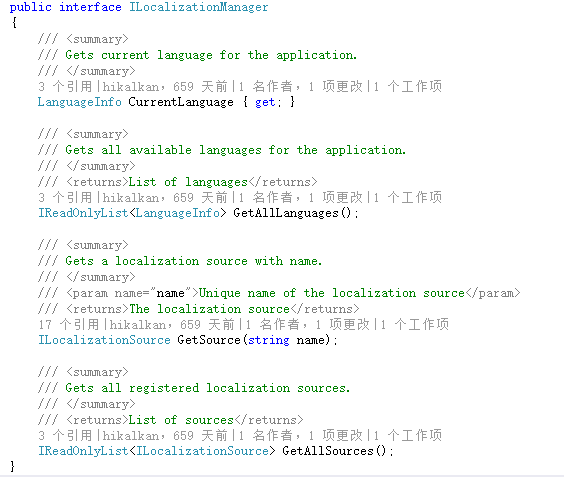 public interface ILocalizationManager
{
/// <summary>
/// Gets current language for the application.
/// </summary>
3 个引用|hikalkan，659 天前|1 名作者，1 项更改|1 个工作项
LanguageInfo CurrentLanguage { get; }
/// <summary>
/// Gets all available languages for the application.
/// </summary>
/// <returns>List of languages</returns>
3 个引用|hikalkan，659 天前|1 名作者，1 项更改|1 个工作项
IReadOnlyList<LanguageInfo> GetAllLanguages();
/// <summary>
/// Gets a localization source with name.
/// </summary>
/// <param name="name">Unique name of the localization source</param>
/// <returns>The localization source</returns>
17 个引用|hikalkan，659 天前|1 名作者，1 项更改|1 个工作项
ILocalizationSource GetSource(string name);
/// <summary>
/// Gets all registered localization sources.
/// </summary>
/// <returns>List of sources</returns>
3 个引用|hikalkan，659 天前|1 名作者，1 项更改|1 个工作项
IReadOnlyList<ILocalizationSource> GetAllSources();
}